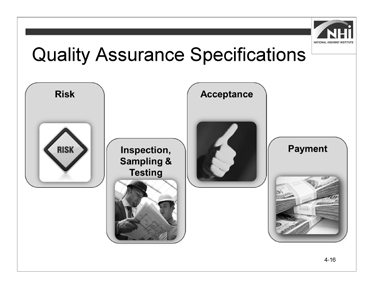 NHI
NATIONAL HIGHWAY INSTITUTE
Quality Assurance Specifications
Risk
RISK
Inspection,
Sampling &
Testing
Acceptance
Payment
4-16